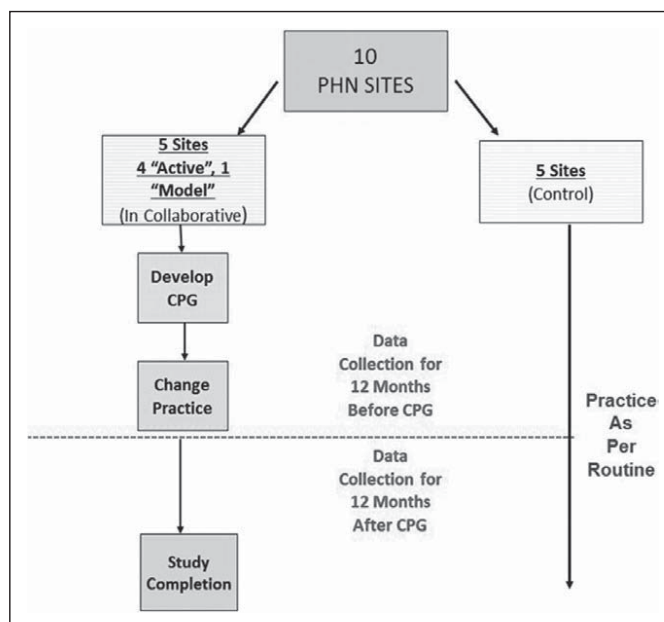 10
PHN SITES
5 Sites
4 “Active”, 1
“Model”
(In Collaborative)
5 Sites
(Control)
Develop
CPG
Change
Practice
Data
Collection for
12 Months
Before CPG
Practice
As
Per
Routine
Data
Collection for
12 Months
After CPG
Study
Completion